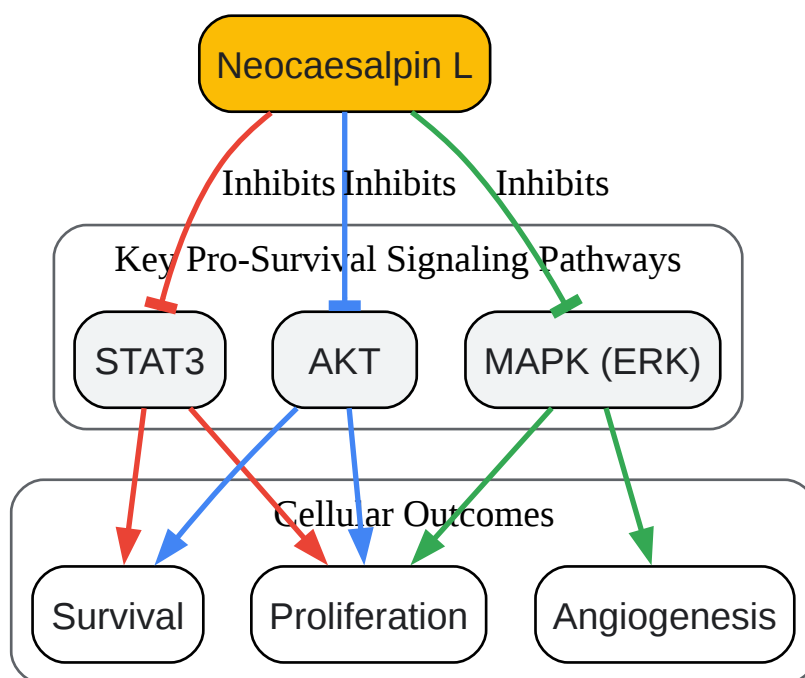 Neocaesalpin L
Inhibits Inhibits Inhibits
Key Pro-Survival Signaling Pathways
STAT3 AKT MAPK (ERK)
Cellular Outcomes
Survival Proliferation Angiogenesis